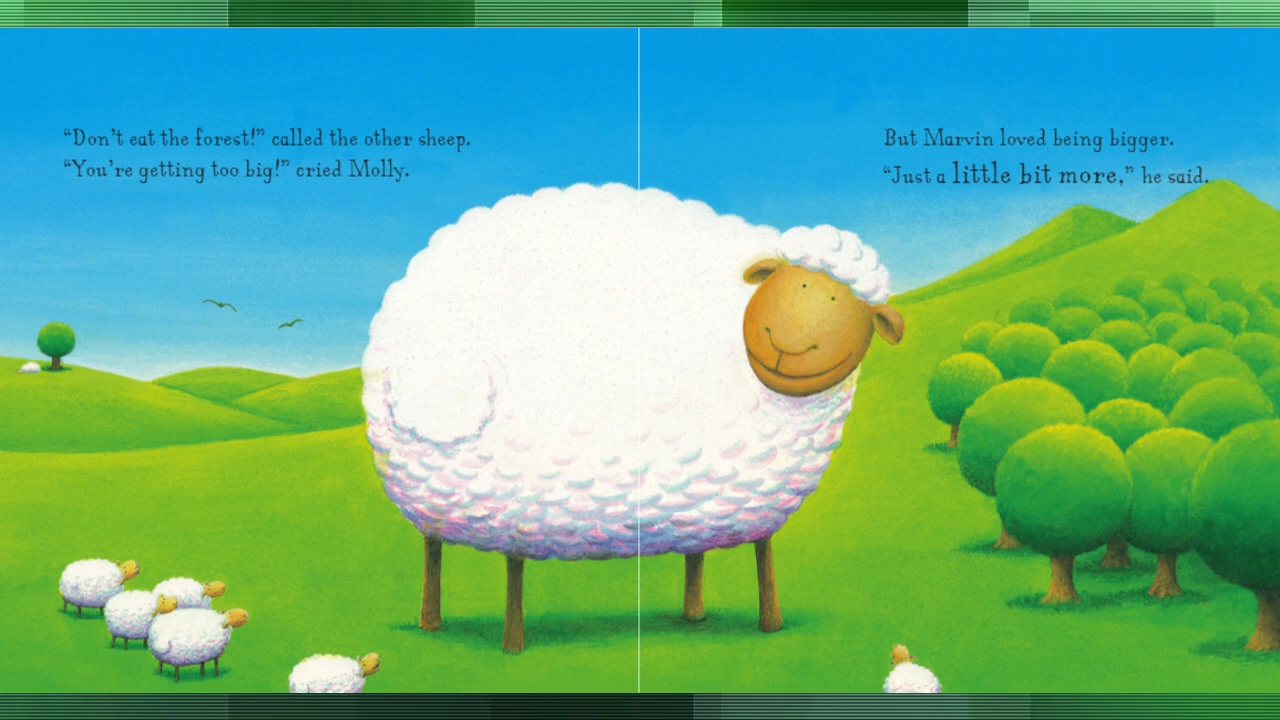 “Don’t eat the forest!” called the other sheep.
“You’re getting too big!” cried Molly.
But Marvin loved being bigger.
“Just a little bit more,” he said.